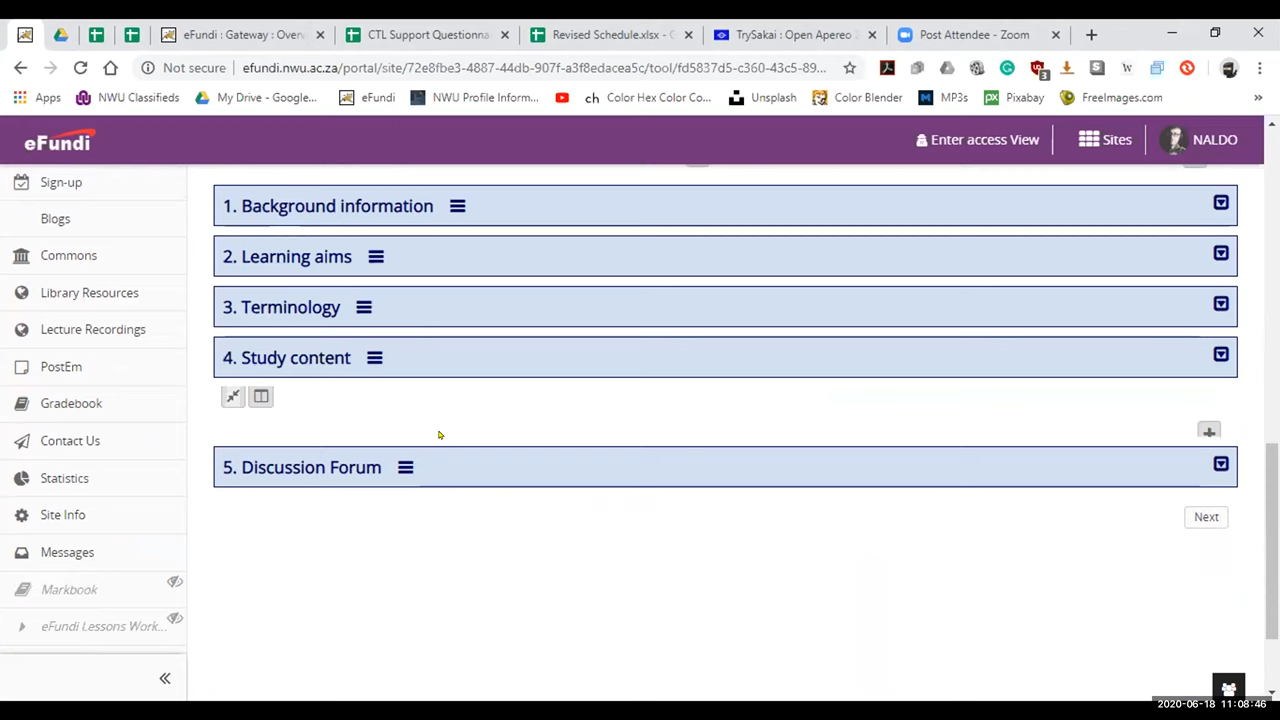 eFundi : Gateway : Over
CTL Support Questionna
Revised Schedule.xlsx -
TrySakai : Open Apereo
Post Attendee - Zoom
Not secure
efundi.nwu.ac.za/portal/site/72e8fbe3-4887-44db-907f-a3f8edacea5c/tool/fd5837d5-c360-43c5-89...
3
Apps
NWU Classifieds
My Drive - Google...
eFundi
NWU Profile Inform...
ch Color Hex Color Co...
Unsplash
Color Blender
MP3s
px Pixabay
FreeImages.com
»
eFundi
Enter access View
Sites
NALDO
Sign-up
Blogs
Commons
Library Resources
Lecture Recordings
PostEm
Gradebook
Contact Us
Statistics
Site Info
Messages
Markbook
eFundi Lessons Work...
1. Background information
2. Learning aims
3. Terminology
4. Study content
5. Discussion Forum
Next
2020-06-18 11:08:46